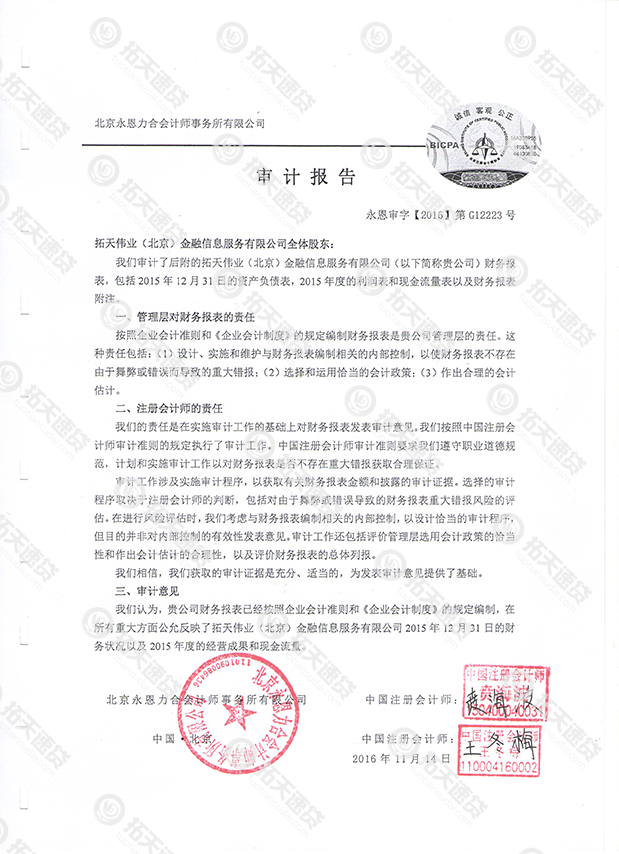 北京永恩力合会计师事务所有限公司
诚信 客观 公正
BICPA
审计报告
永恩审字【2016】第G12223号
拓天伟业（北京）金融信息服务有限公司全体股东：
我们审计了后附的拓天伟业（北京）金融信息服务有限公司（以下简称贵公司）财务报
表，包括2015年12月31日的资产负债表，2015年度的利润表和现金流量表以及财务报表
附注。
一、管理层对财务报表的责任
按照企业会计准则和《企业会计制度》的规定编制财务报表是贵公司管理层的责任。这
种责任包括：（1）设计、实施和维护与财务报表编制相关的内部控制，以使财务报表不存在
由于舞弊或错误而导致的重大错报；（2）选择和运用恰当的会计政策；（3）作出合理的会计
估计。
二、注册会计师的责任
我们的责任是在实施审计工作的基础上对财务报表发表审计意见。我们按照中国注册会
计师审计准则的规定执行了审计工作。中国注册会计师审计准则要求我们遵守职业道德规
范，计划和实施审计工作以对财务报表是否不存在重大错报获取合理保证。
审计工作涉及实施审计程序，以获取有关财务报表金额和披露的审计证据。选择的审计
程序取决于注册会计师的判断，包括对由于舞弊或错误导致的财务报表重大错报风险的评
估。在进行风险评估时，我们考虑与财务报表编制相关的内部控制，以设计恰当的审计程序，
但目的并非对内部控制的有效性发表意见。审计工作还包括评价管理层选用会计政策的恰当
性和作出会计估计的合理性，以及评价财务报表的总体列报。
我们相信，我们获取的审计证据是充分、适当的，为发表审计意见提供了基础。
三、审计意见
我们认为，贵公司财务报表已经按照企业会计准则和《企业会计制度》的规定编制，在
所有重大方面公允反映了拓天伟业（北京）金融信息服务有限公司2015年12月31日的财
务状况以及2015年度的经营成果和现金流量。
北京永恩力合会计师事务所有限公司
中国注册会计师：
中国·北京
中国注册会计师：
2016年11月14日
北京永恩力合会计师事务所有限公司
中国注册会计师
中国注册会计师
王冬梅
110004160002
拓天速贷